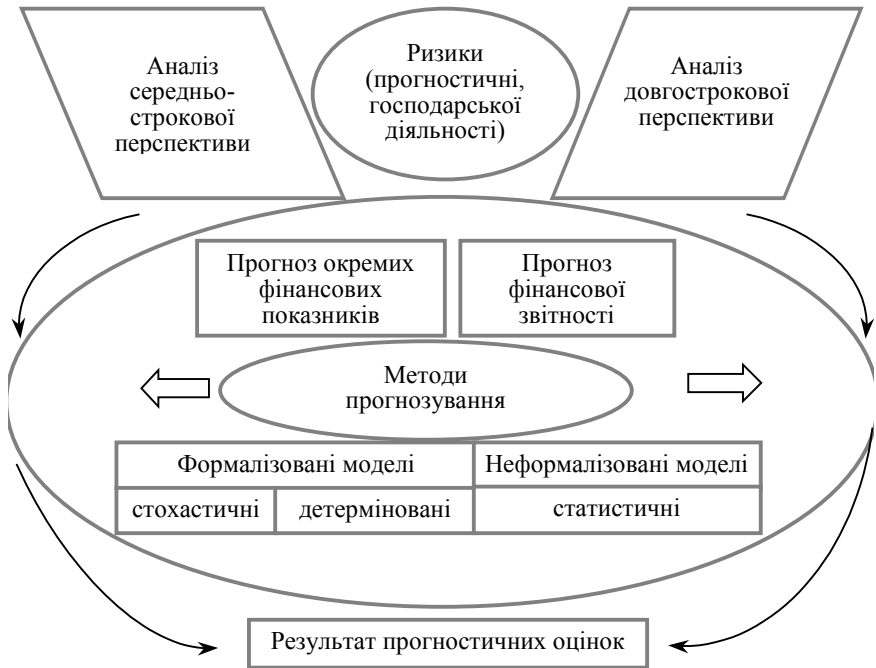 Аналіз
середньо-
строкової
перспективи
Ризики
(прогностичні,
господарської
діяльності)
Аналіз
довгострокової
перспективи
Прогноз окремих
фінансових
показників
Прогноз
фінансової
звітності
Методи
прогнозування
Формалізовані моделі
Неформалізовані моделі
стохастичні
детерміновані
статистичні
Результат прогностичних оцінок